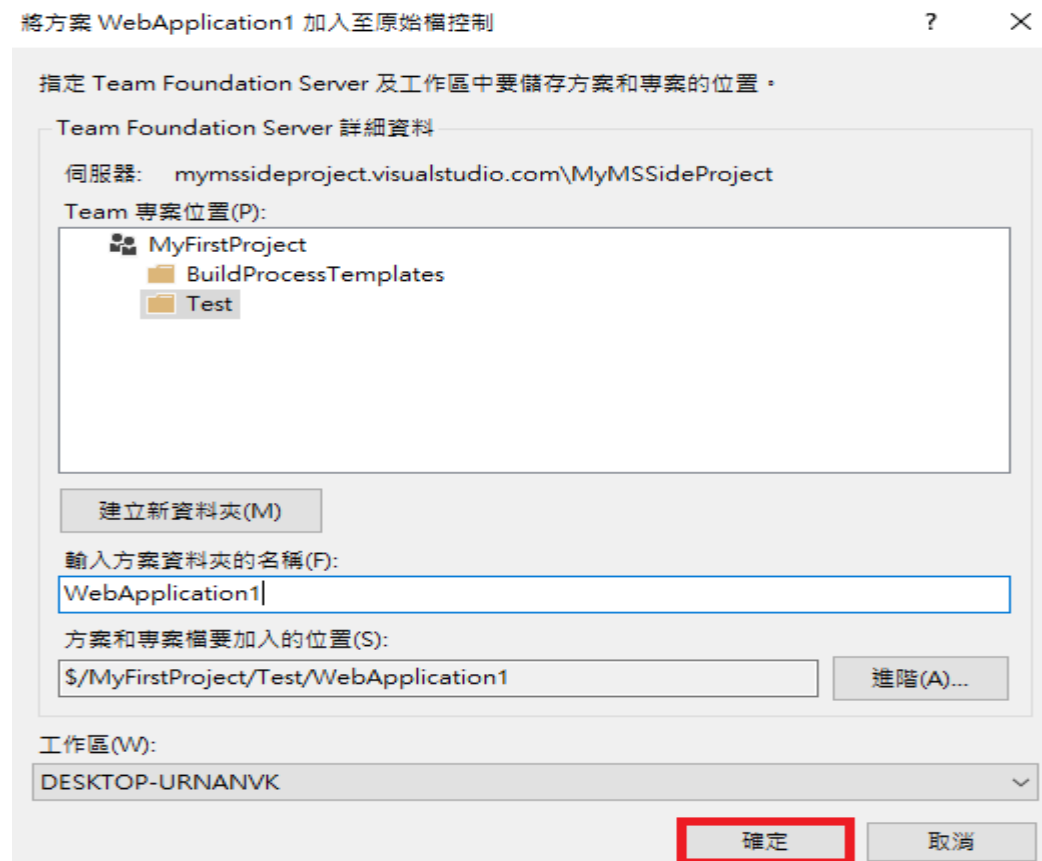 將方案 WebApplication1 加入至原始檔控制 ? ×
指定 Team Foundation Server 及工作區中要儲存方案和專案的位置。
Team Foundation Server 詳細資料
伺服器: mymssideproject.visualstudio.com\MyMSSideProject
Team 專案位置(P):
MyFirstProject
BuildProcessTemplates
Test
建立新資料夾(M)
輸入方案資料夾的名稱(F):
WebApplication1
方案和專案檔要加入的位置(S):
$/MyFirstProject/Test/WebApplication1 進階(A)...
工作區(W):
DESKTOP-URNANVK
確定 取消